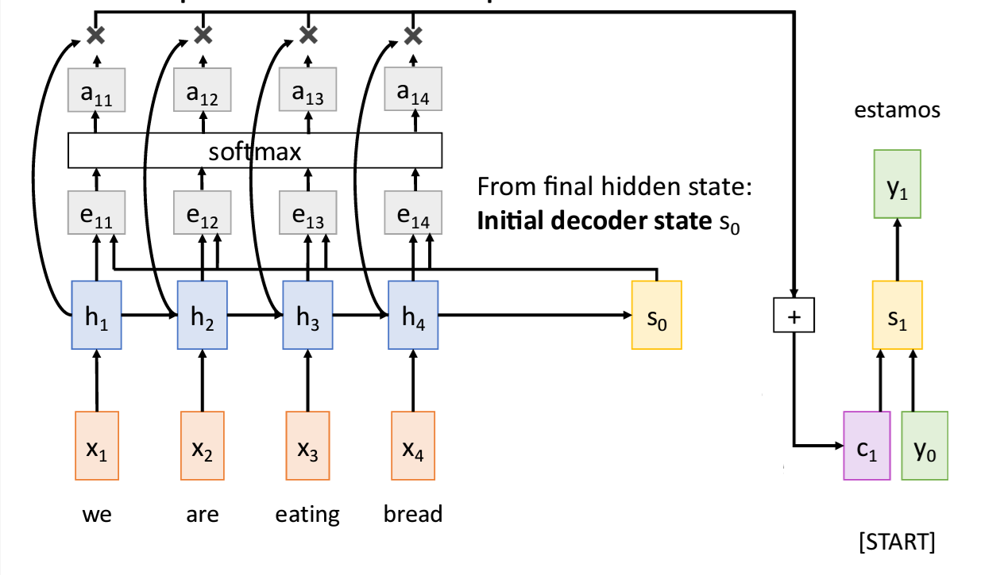 a₁₁ a₁₂ a₁₃ a₁₄
estamos
softmax
y₁
From final hidden state:
Initial decoder state s₀
e₁₁ e₁₂ e₁₃ e₁₄
h₁ h₂ h₃ h₄ s₀ + s₁
x₁ x₂ x₃ x₄ c₁ y₀
we are eating bread
[START]